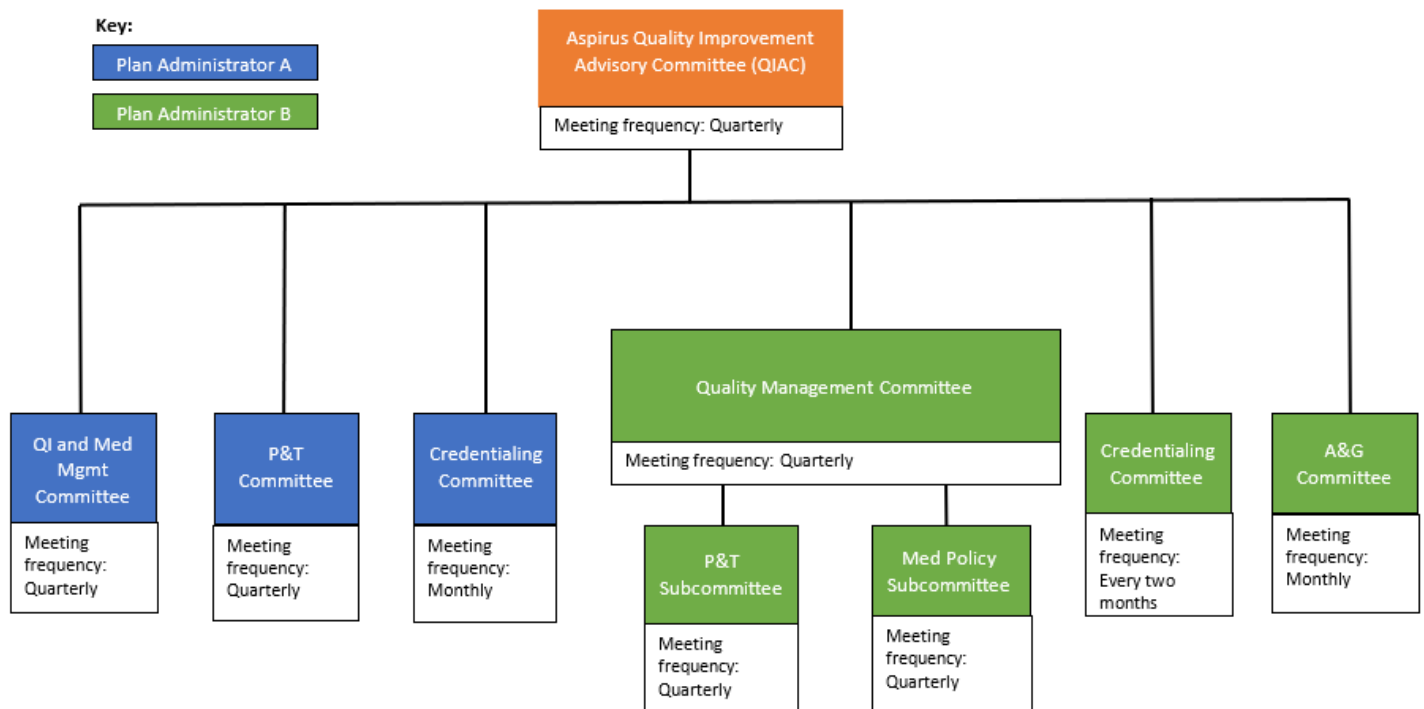 Key:
Plan Administrator A
Plan Administrator B
Aspirus Quality Improvement
Advisory Committee (QIAC)
Meeting frequency: Quarterly
QI and Med
Mgmt
Committee
Meeting
frequency:
Quarterly
P&T
Committee
Meeting
frequency:
Quarterly
Credentialing
Committee
Meeting
frequency:
Monthly
Quality Management Committee
Meeting frequency: Quarterly
P&T
Subcommittee
Meeting
frequency:
Quarterly
Med Policy
Subcommittee
Meeting
frequency:
Quarterly
Credentialing
Committee
Meeting
frequency:
Every two
months
A&G
Committee
Meeting
frequency:
Monthly